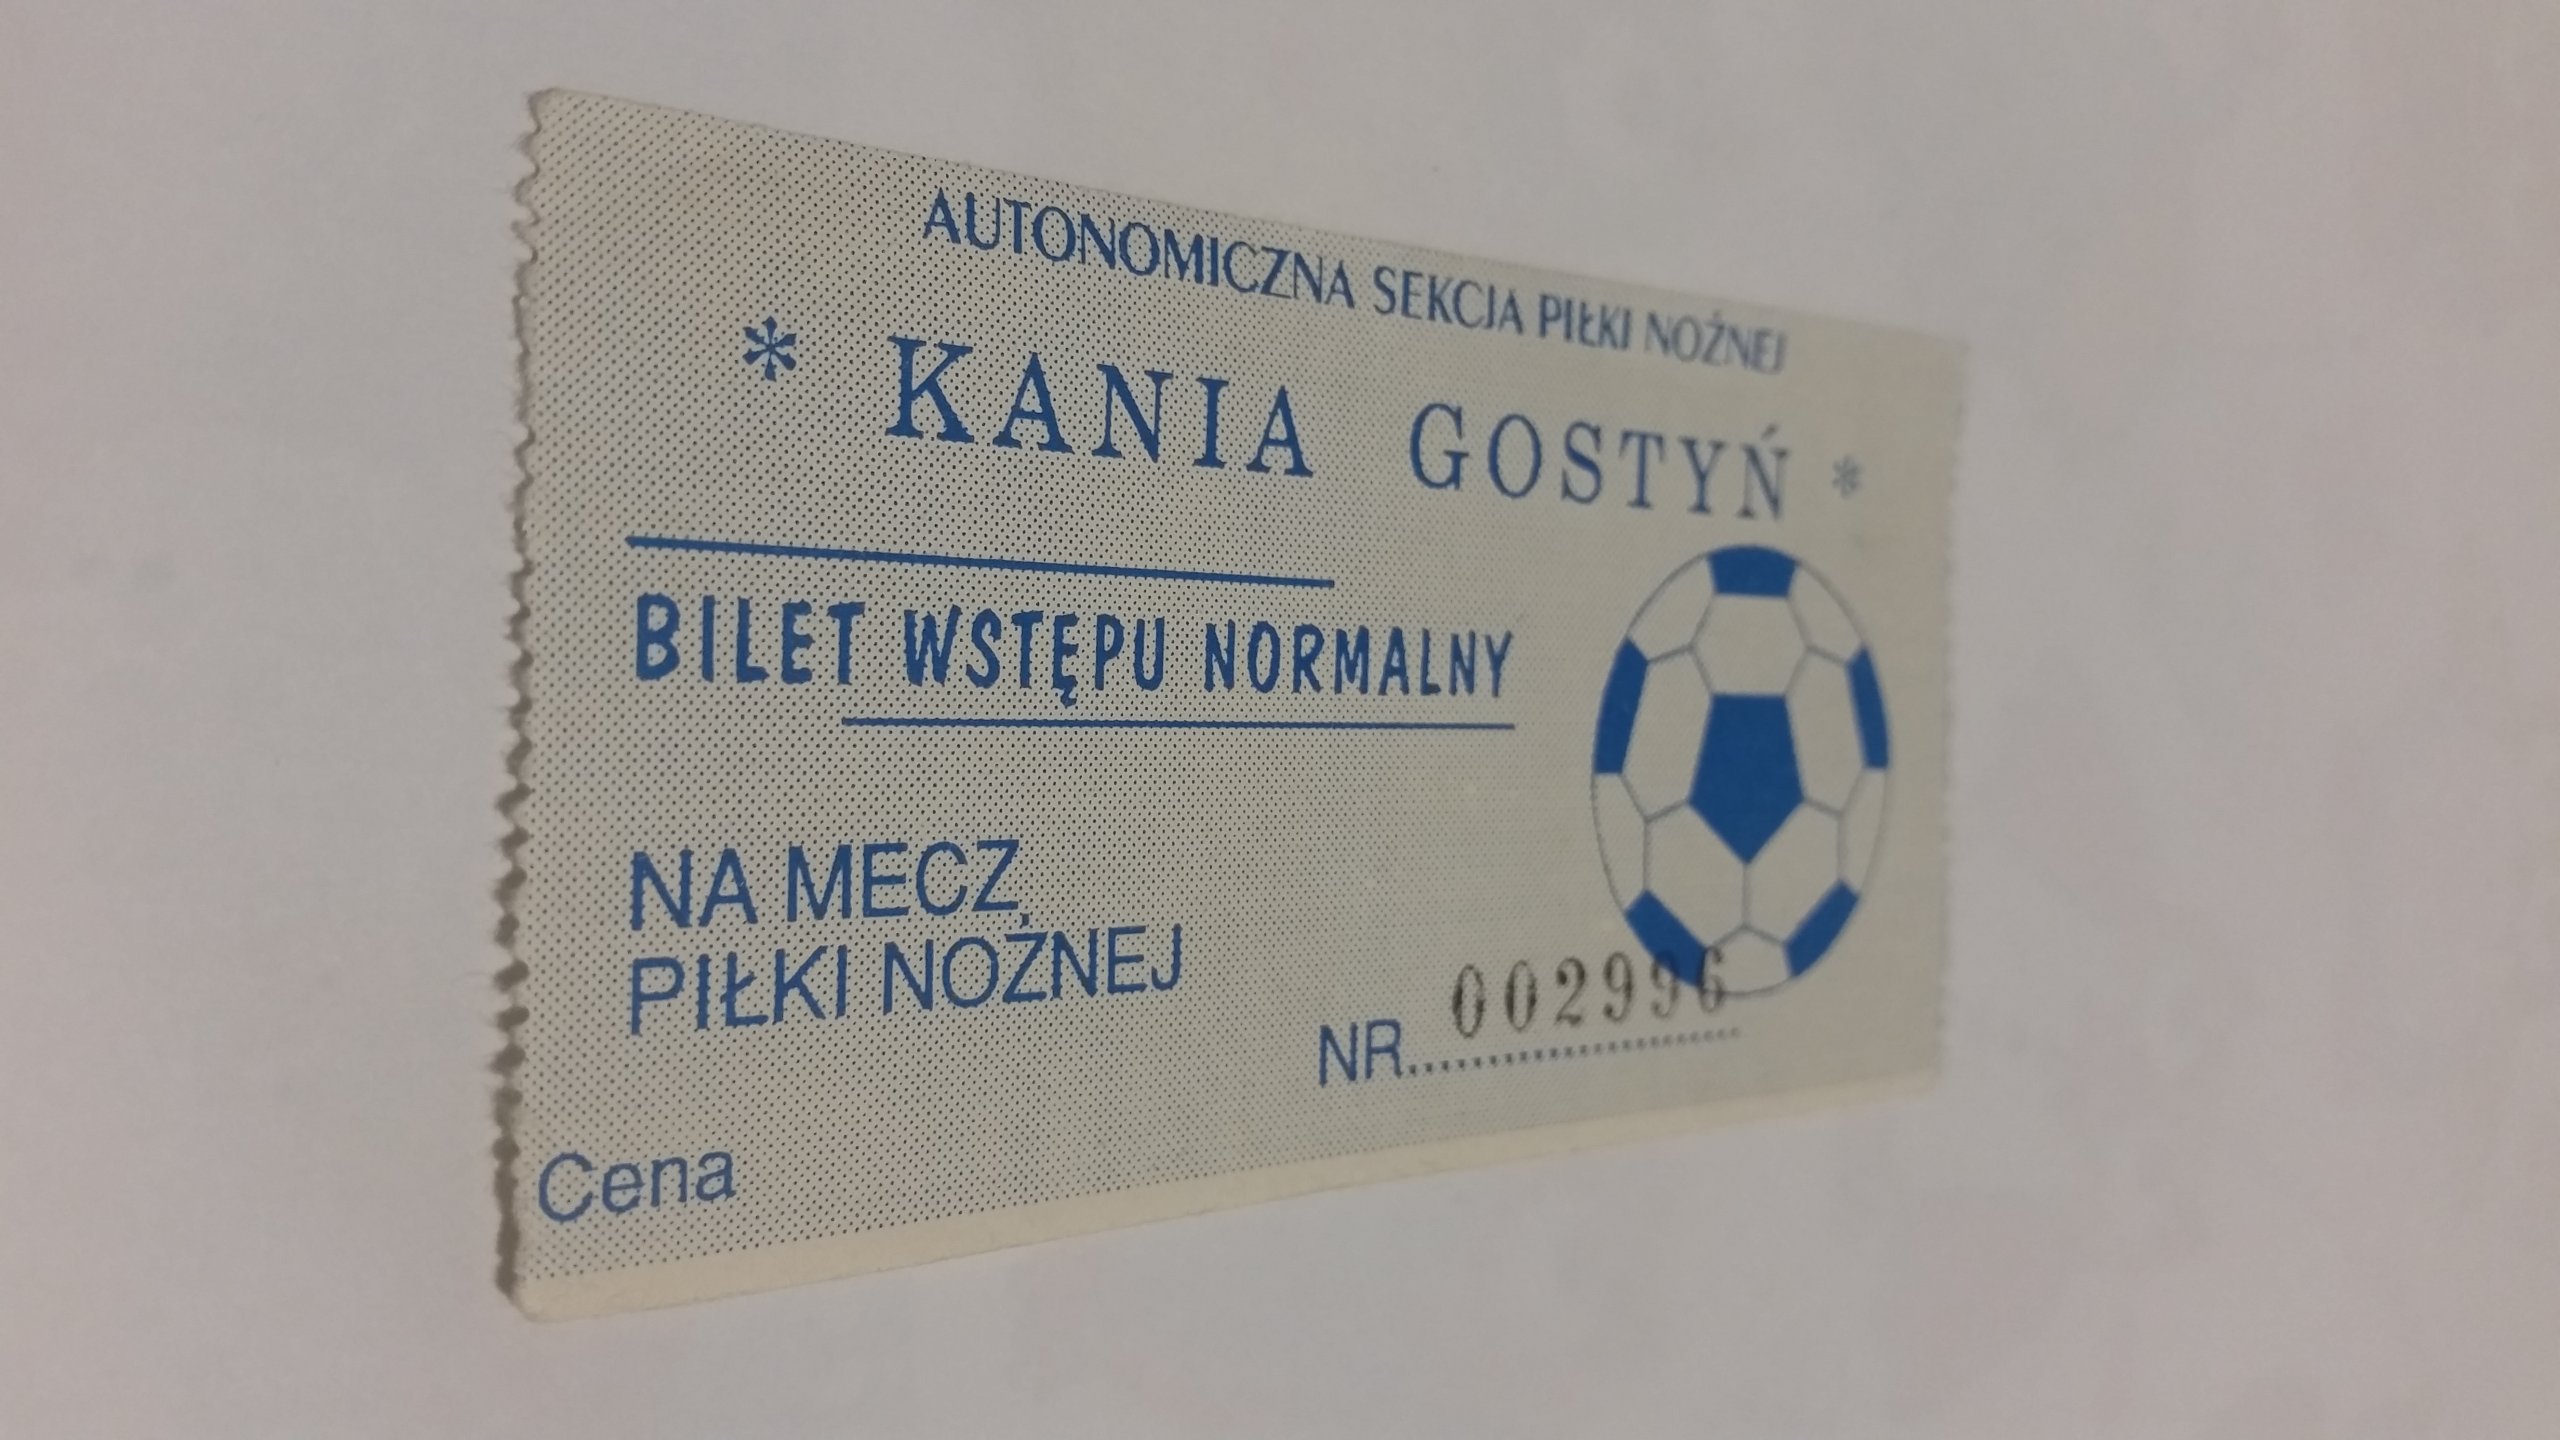 AUTONOMICZNA SEKCJA PIŁKI NOŻNEJ
* KANIA GOSTYŃ *
BILET WSTĘPU NORMALNY
NA MECZ
PIŁKI NOŻNEJ
NR.................... 002996
Cena